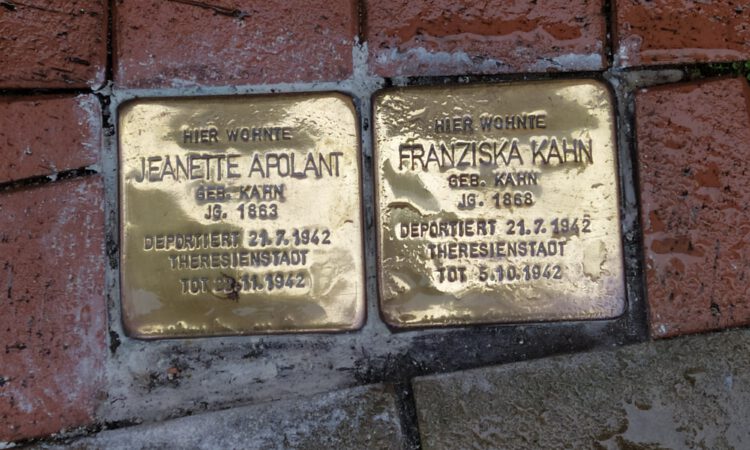 HIER WOHNTE
JEANETTE APOLANT
GEB. KAHN
JG. 1863
DEPORTIERT 21.7.1942
THERESIENSTADT
TOT .11.1942
HIER WOHNTE
FRANZISKA KAHN
GEB. KAHN
JG. 1868
DEPORTIERT 21.7.1942
THERESIENSTADT
TOT 5.10.1942